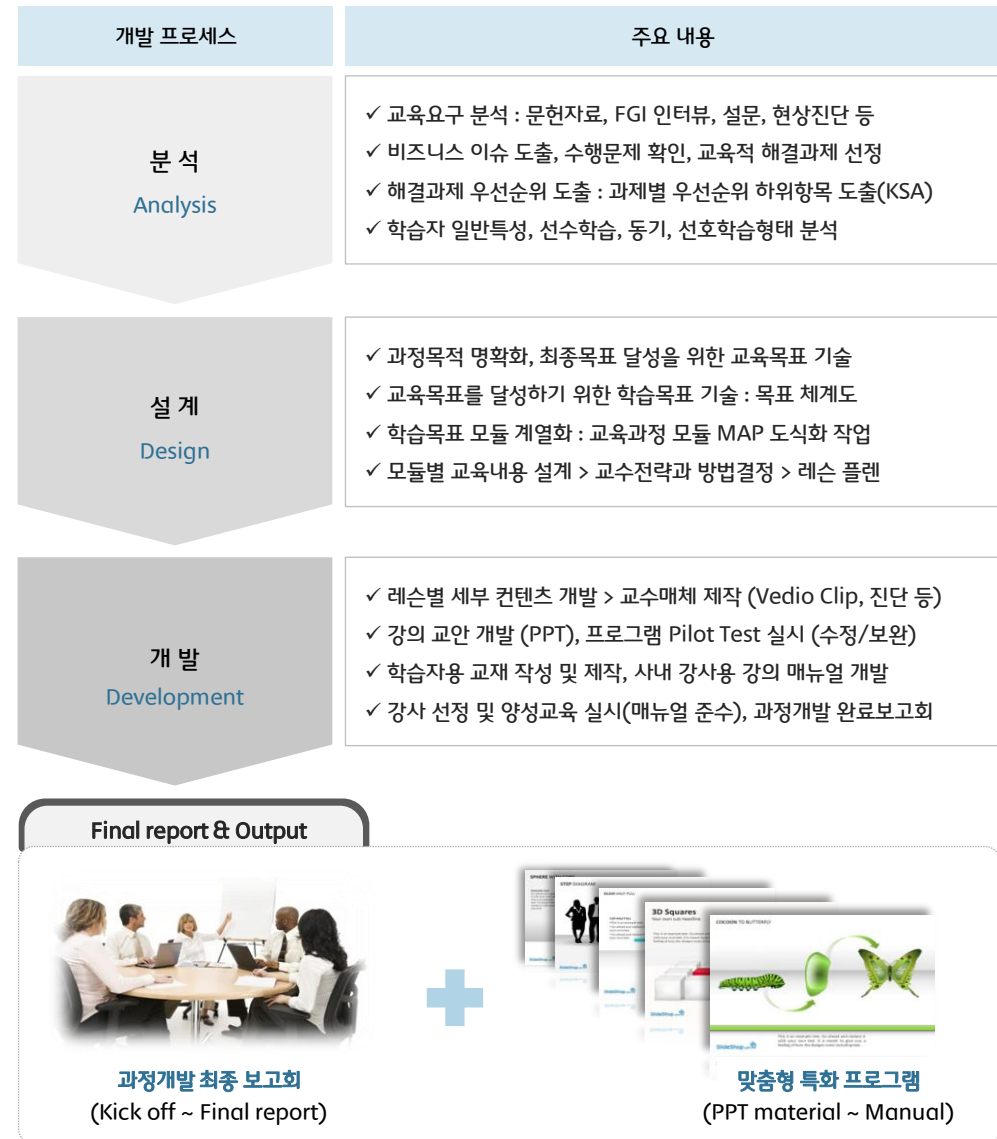 개발 프로세스
주요 내용
분 석
Analysis
✓ 교육요구 분석 : 문헌자료, FGI 인터뷰, 설문, 현상진단 등
✓ 비즈니스 이슈 도출, 수행문제 확인, 교육적 해결과제 선정
✓ 해결과제 우선순위 도출 : 과제별 우선순위 하위항목 도출(KSA)
✓ 학습자 일반특성, 선수학습, 동기, 선호학습형태 분석
설 계
Design
✓ 과정목적 명확화, 최종목표 달성을 위한 교육목표 기술
✓ 교육목표를 달성하기 위한 학습목표 기술 : 목표 체계도
✓ 학습목표 모듈 계열화 : 교육과정 모듈 MAP 도식화 작업
✓ 모듈별 교육내용 설계 > 교수전략과 방법결정 > 레슨 플렌
개 발
Development
✓ 레슨별 세부 컨텐츠 개발 > 교수매체 제작 (Vedio Clip, 진단 등)
✓ 강의 교안 개발 (PPT), 프로그램 Pilot Test 실시 (수정/보완)
✓ 학습자용 교재 작성 및 제작, 사내 강사용 강의 매뉴얼 개발
✓ 강사 선정 및 양성교육 실시(매뉴얼 준수), 과정개발 완료보고회
Final report & Output
STEP DIAGRAM
3D Squares
COCOON TO BUTTERFLY
SlideShop
과정개발 최종 보고회
(Kick off ~ Final report)
맞춤형 특화 프로그램
(PPT material ~ Manual)